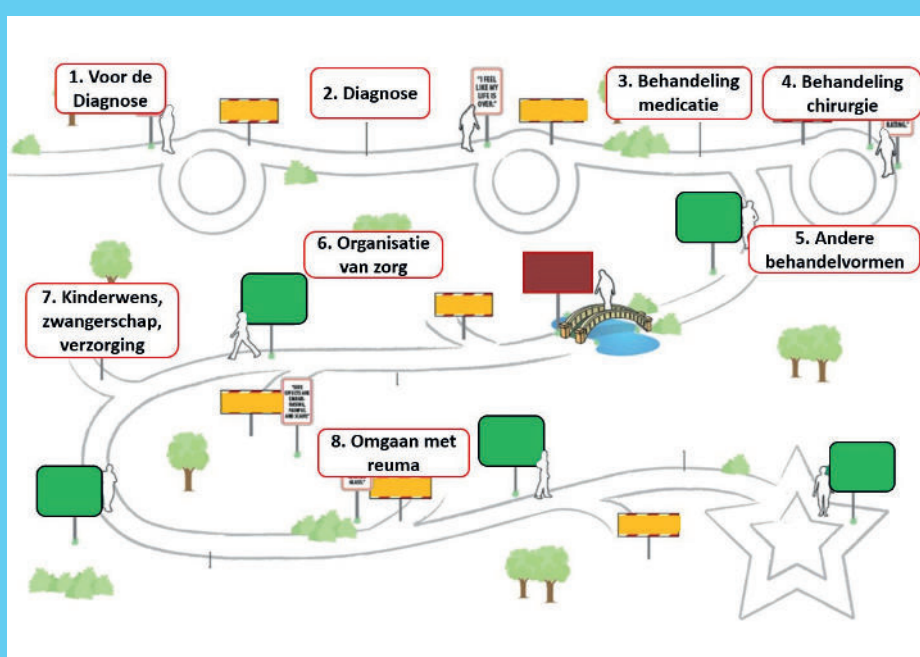 1. Voor de
Diagnose
2. Diagnose
"I FEEL
LIKE MY
LIFE IS
OVER."
3. Behandeling
medicatie
4. Behandeling
chirurgie
EATING."
5. Andere
behandelvormen
6. Organisatie
van zorg
7. Kinderwens,
zwangerschap,
verzorging
8. Omgaan met
reuma